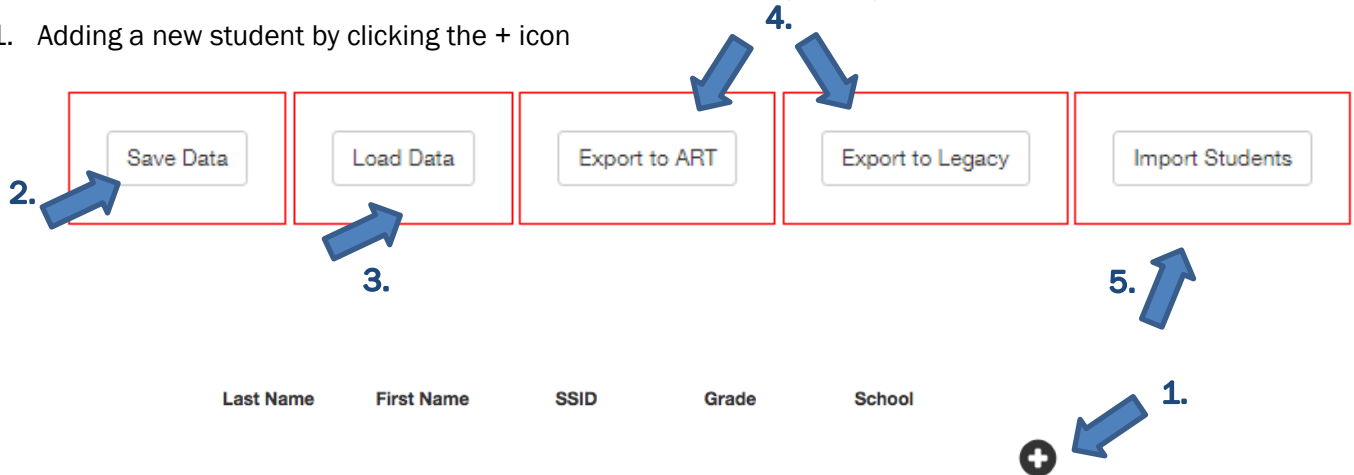 4.
1. Adding a new student by clicking the + icon
Save Data Load Data Export to ART Export to Legacy Import Students
2.
3. 5.
Last Name First Name SSID Grade School 1.